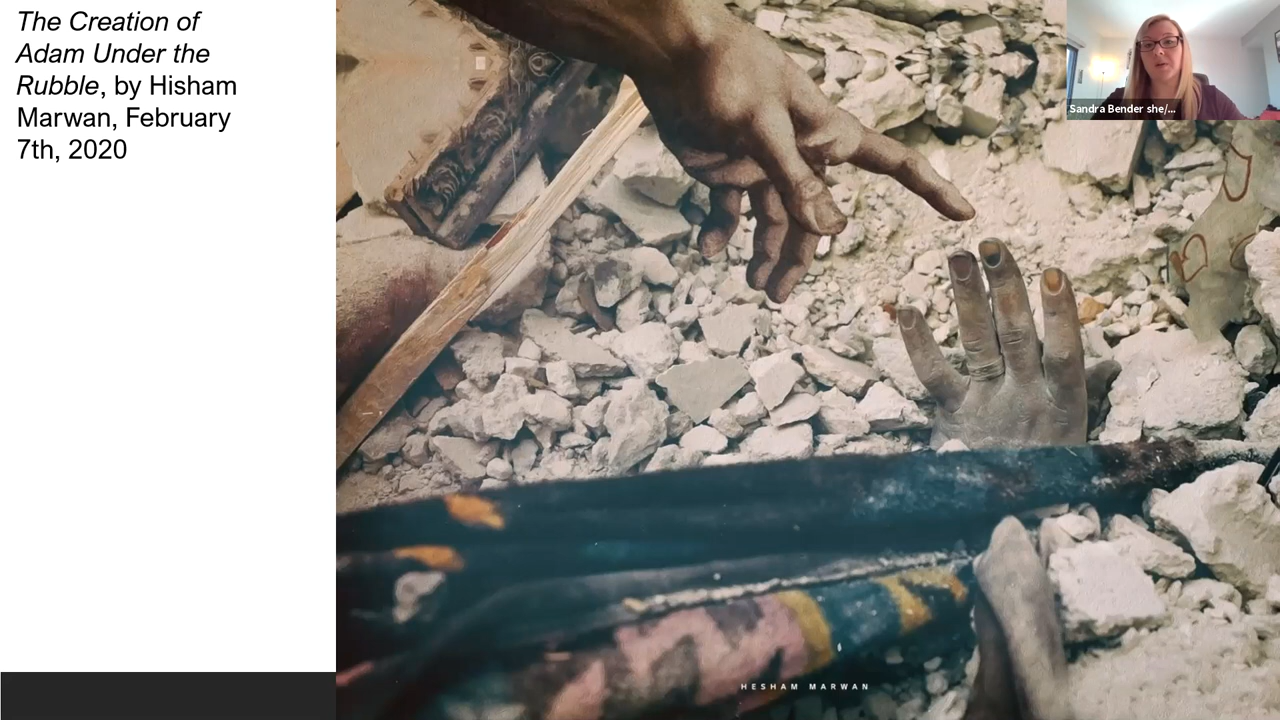 The Creation of
Adam Under the
Rubble, by Hisham
Marwan, February
7th, 2020
Sandra Bender she/...
HESHAM MARWAN